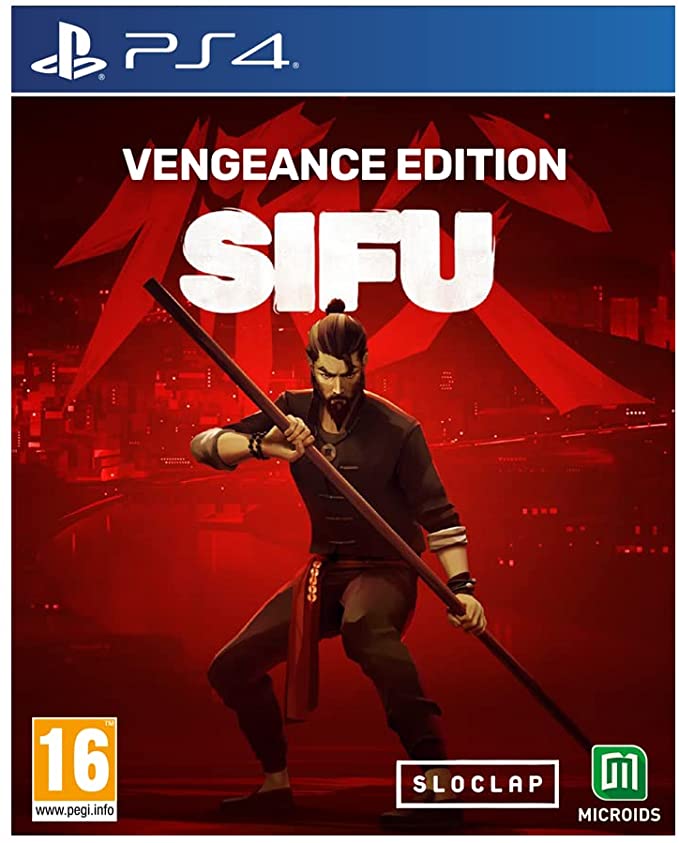 PS4
VENGEANCE EDITION
SIFU
16
www.pegi.info
SLOCLAP
MICROIDS